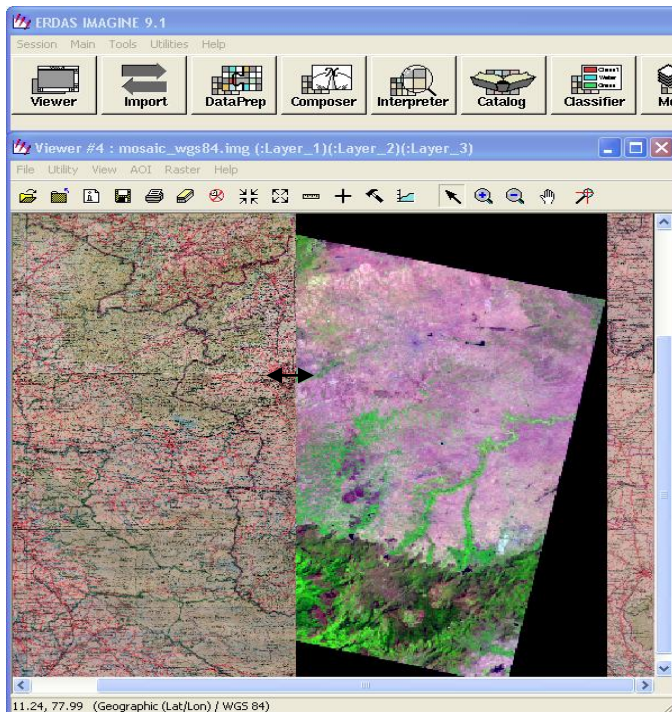 ERDAS IMAGINE 9.1
Session Main Tools Utilities Help
Viewer Import DataPrep Composer Interpreter Catalog Classifier
Viewer #4 : mosaic_wgs84.img (:Layer_1)(:Layer_2)(:Layer_3)
File Utility View AOI Raster Help
11.24, 77.99 (Geographic (Lat/Lon) / WGS 84)